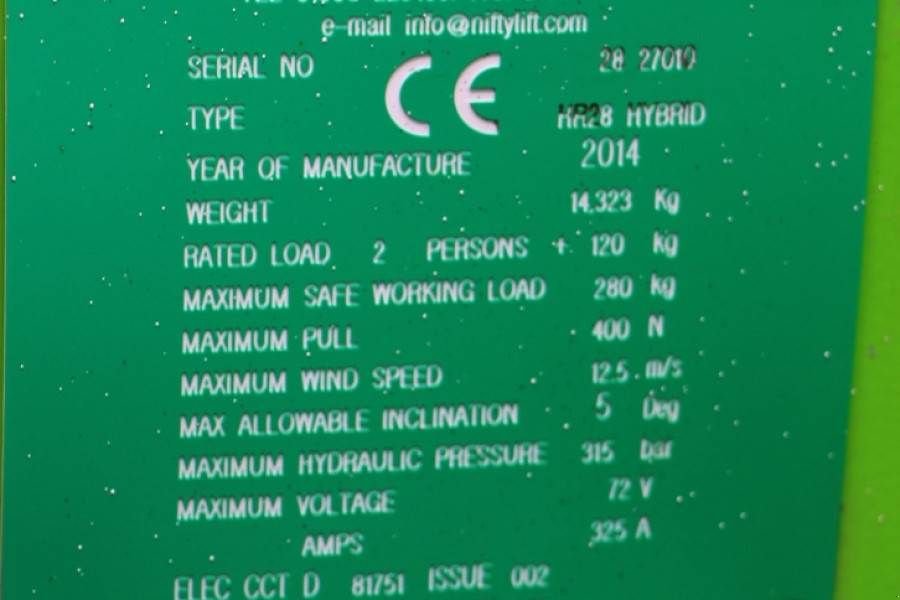 e-mail info@niftylift.com
SERIAL NO CE 28 27019
TYPE HR28 HYBRID
YEAR OF MANUFACTURE 2014
WEIGHT 14,323 Kg
RATED LOAD 2 PERSONS + 120 kg
MAXIMUM SAFE WORKING LOAD 280 kg
MAXIMUM PULL 400 N
MAXIMUM WIND SPEED 12.5 m/s
MAX ALLOWABLE INCLINATION 5 Deg
MAXIMUM HYDRAULIC PRESSURE 315 bar
MAXIMUM VOLTAGE 72 V
AMPS 325 A
ELEC CCT D 81751 ISSUE 002